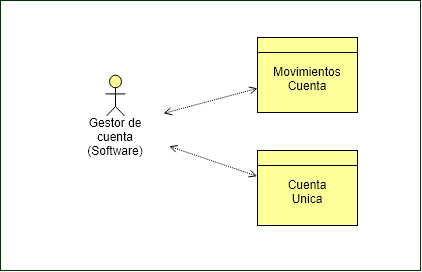 Movimientos
Cuenta
Gestor de
cuenta
(Software)
Cuenta
Unica